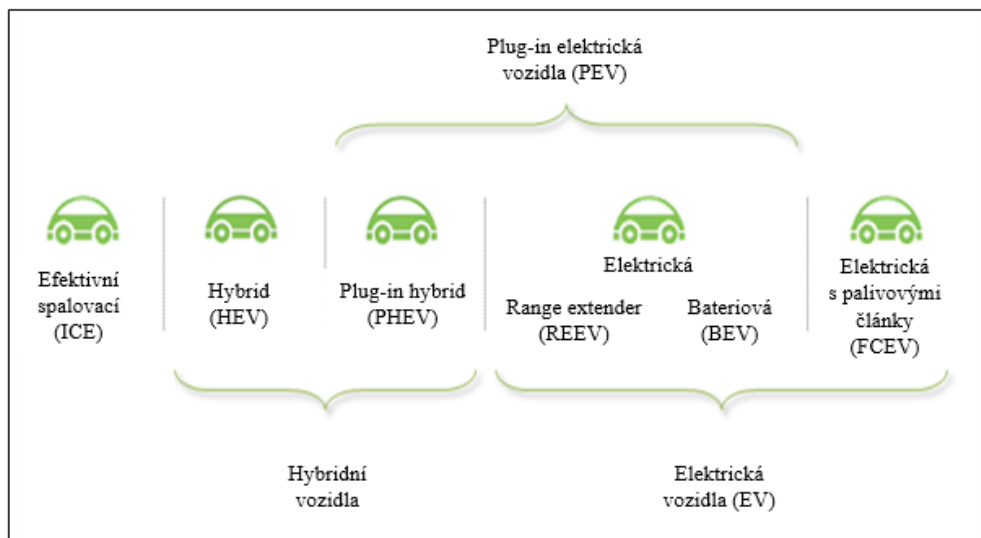 Plug-in elektrická
vozidla (PEV)
Efektivní
spalovací
(ICE)
Hybrid
(HEV)
Plug-in hybrid
(PHEV)
Elektrická
Range extender
(REEV)
Bateriová
(BEV)
Elektrická
s palivovými
články
(FCEV)
Hybridní
vozidla
Elektrická
vozidla (EV)